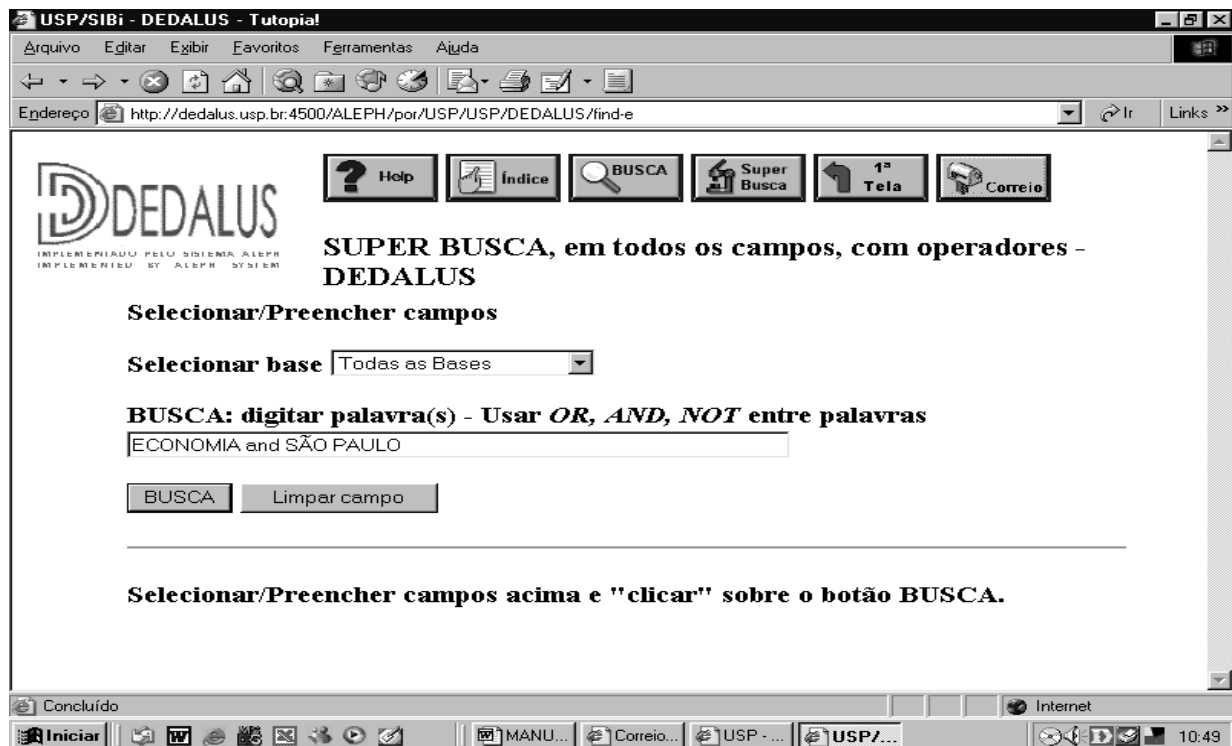 USP/SIBi - DEDALUS - Tutopia!
Arquivo Editar Exibir Favoritos Ferramentas Ajuda
Endereço http://dedalus.usp.br:4500/ALEPH/por/USP/USP/DEDALUS/find-e Ir Links »
Help Índice BUSCA Super Busca 1ª Tela Correio
DEDALUS
IMPLEMENTADO PELO SISTEMA ALEPH
IMPLEMENTED BY ALEPH SYSTEM
SUPER BUSCA, em todos os campos, com operadores -
DEDALUS
Selecionar/Preencher campos
Selecionar base Todas as Bases
BUSCA: digitar palavra(s) - Usar OR, AND, NOT entre palavras
ECONOMIA and SÃO PAULO
BUSCA Limpar campo
Selecionar/Preencher campos acima e "clicar" sobre o botão BUSCA.
Concluído Internet
Iniciar MANU... Correio... USP - ... USP/... 10:49